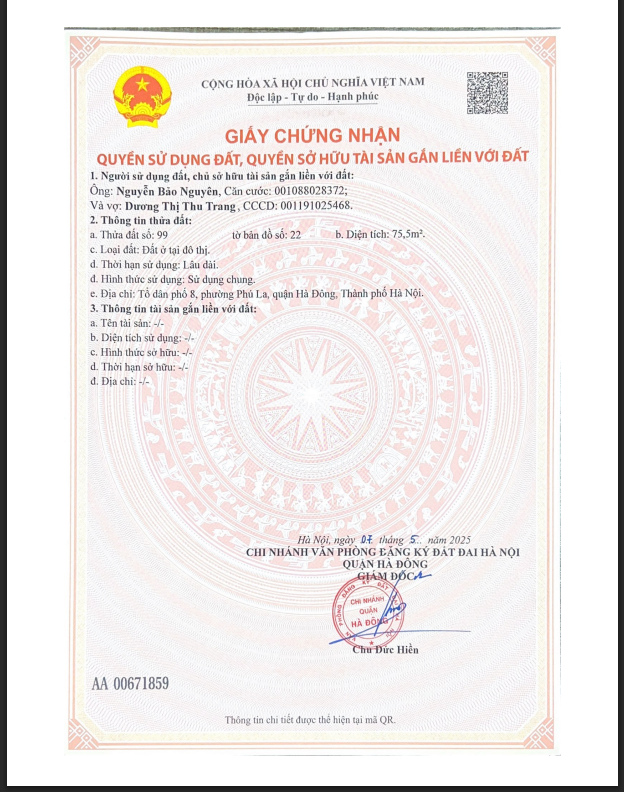 CỘNG HÒA XÃ HỘI CHỦ NGHĨA VIỆT NAM
Độc lập - Tự do - Hạnh phúc
GIẤY CHỨNG NHẬN
QUYỀN SỬ DỤNG ĐẤT, QUYỀN SỞ HỮU TÀI SẢN GẮN LIỀN VỚI ĐẤT
1. Người sử dụng đất, chủ sở hữu tài sản gắn liền với đất:
Ông: Nguyễn Bảo Nguyên, Căn cước: 001088028372;
Và vợ: Dương Thị Thu Trang, CCCD: 001191025468.
2. Thông tin thửa đất:
a. Thửa đất số: 99 tờ bản đồ số: 22 b. Diện tích: 75,5m².
c. Loại đất: Đất ở tại đô thị.
d. Thời hạn sử dụng: Lâu dài.
đ. Hình thức sử dụng: Sử dụng chung.
e. Địa chỉ: Tổ dân phố 8, phường Phú La, quận Hà Đông, Thành phố Hà Nội.
3. Thông tin tài sản gắn liền với đất:
a. Tên tài sản: -/-
b. Diện tích sử dụng: -/-
c. Hình thức sở hữu: -/-
d. Thời hạn sở hữu: -/-
đ. Địa chỉ: -/-
Hà Nội, ngày 07 tháng 5 năm 2025
CHI NHÁNH VĂN PHÒNG ĐĂNG KÝ ĐẤT ĐAI HÀ NỘI
QUẬN HÀ ĐÔNG
GIÁM ĐỐC
CHI NHÁNH
QUẬN
HÀ ĐÔNG
Chu Đức Hiền
AA 00671859
Thông tin chi tiết được thể hiện tại mã QR.